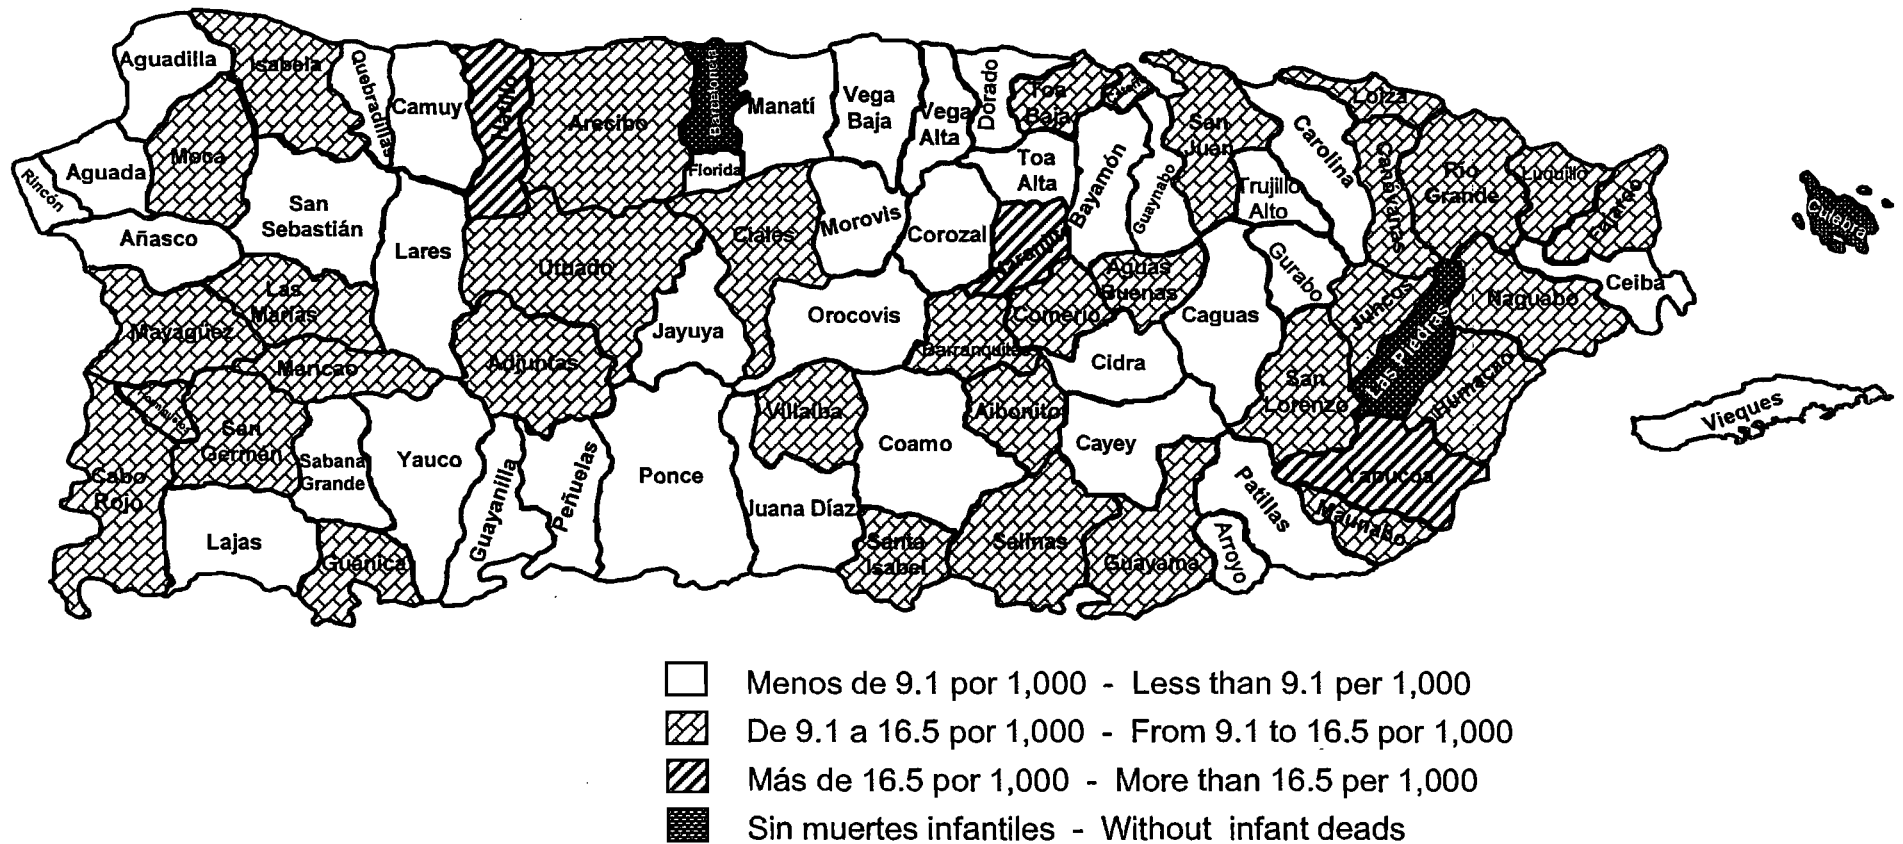 Aguadilla
Isabela
Quebradillas
Camuy
Hatillo
Arecibo
Barceloneta
Manatí
Vega
Baja
Vega
Alta
Dorado
Toa
Baja
Cataño
San
Juan
Carolina
Loiza
Moca
Aguada
Rincón
Añasco
San
Sebastián
Lares
Florida
Ciales
Morovis
Corozal
Toa
Alta
Naranjito
Bayamón
Guaynabo
Trujillo
Alto
Canóvanas
Río
Grande
Luquillo
Fajardo
Ceiba
Culebra
Mayagüez
Las
Marías
Maricao
Utuado
Adjuntas
Jayuya
Orocovis
Barranquitas
Comerío
Aguas
Buenas
Cidra
Caguas
Gurabo
Juncos
Las Piedras
Naguabo
Humacao
San
Lorenzo
Vieques
Hormigueros
San
Germán
Cabo
Rojo
Sabana
Grande
Lajas
Guánica
Yauco
Guayanilla
Peñuelas
Ponce
Juana Díaz
Villalba
Coamo
Aibonito
Cayey
Santa
Isabel
Salinas
Guayama
Arroyo
Patillas
Yabucoa
Maunabo
Menos de 9.1 por 1,000 - Less than 9.1 per 1,000
De 9.1 a 16.5 por 1,000 - From 9.1 to 16.5 por 1,000
Más de 16.5 por 1,000 - More than 16.5 per 1,000
Sin muertes infantiles - Without infant deads